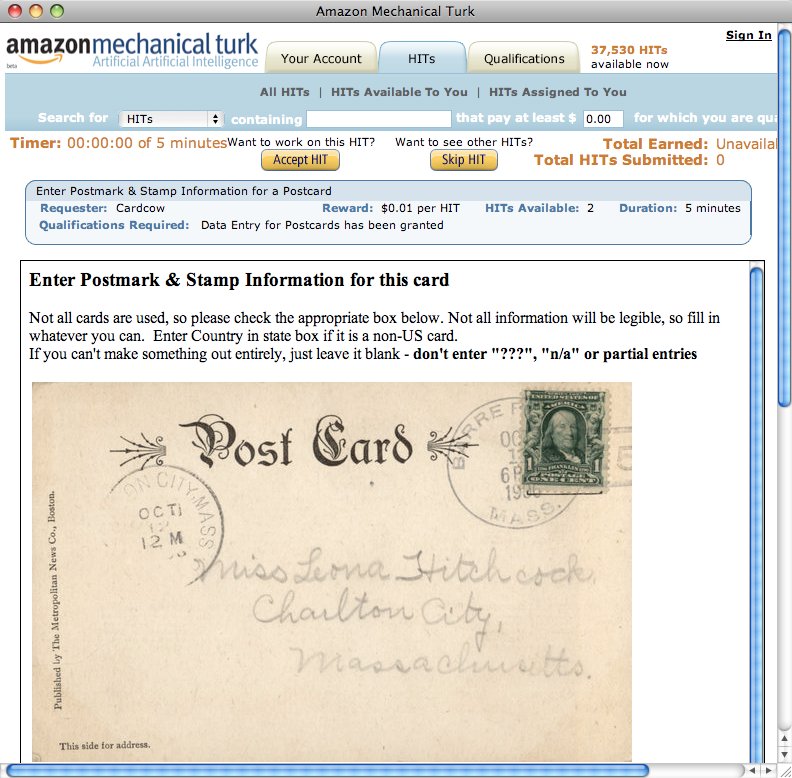 Amazon Mechanical Turk
Sign In
amazonmechanical turk
beta
Artificial Artificial Intelligence
Your Account
HITs
Qualifications
37,530 HITs
available now
All HITs | HITs Available To You | HITs Assigned To You
Search for HITs containing that pay at least $ 0.00 for which you are qua
Timer: 00:00:00 of 5 minutes
Want to work on this HIT?
Want to see other HITs?
Total Earned: Unavailal
Accept HIT
Skip HIT
Total HITs Submitted: 0
Enter Postmark & Stamp Information for a Postcard
Requester: Cardcow Reward: $0.01 per HIT HITs Available: 2 Duration: 5 minutes
Qualifications Required: Data Entry for Postcards has been granted
Enter Postmark & Stamp Information for this card
Not all cards are used, so please check the appropriate box below. Not all information will be legible, so fill in
whatever you can. Enter Country in state box if it is a non-US card.
If you can't make something out entirely, just leave it blank - don't enter "???", "n/a" or partial entries
Post Card
UNITED STATES OF
AMERICA
1 FRANKLIN 1
POSTAGE
ONE CENT
BARRE
OC
6P
MASS.
ON CITY, MASS
OCT
12 M
Miss Leona Hitchcock,
Charlton City,
Massachusetts.
Published by The Metropolitan News Co., Boston.
This side for address.